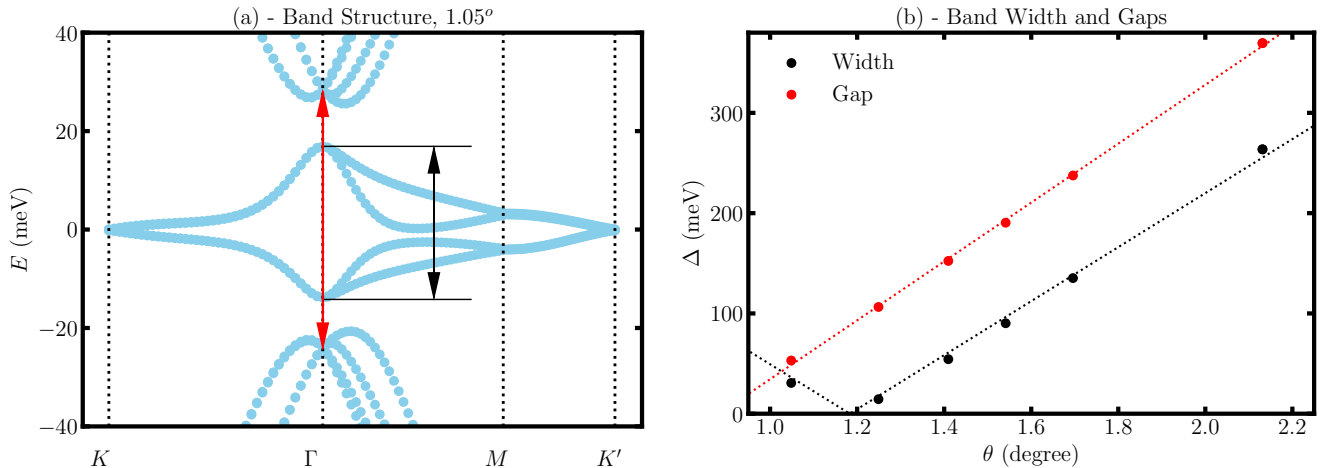 (a) - Band Structure, 1.05º
40
20
0
−20
−40
E (meV)
K
Γ
M
K′
(b) - Band Width and Gaps
Width
Gap
300
200
100
0
Δ (meV)
1.0
1.2
1.4
1.6
1.8
2.0
2.2
θ (degree)